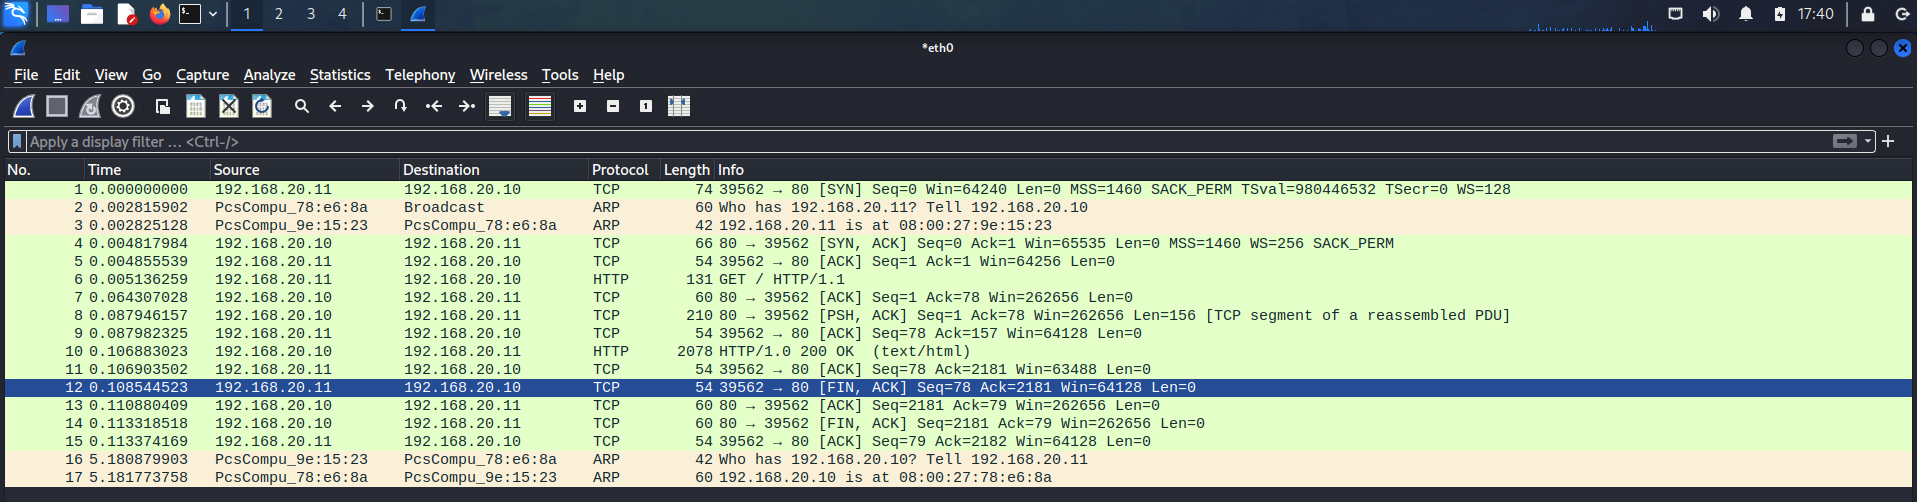 1 2 3 4 17:40
*eth0
File Edit View Go Capture Analyze Statistics Telephony Wireless Tools Help
Apply a display filter … <Ctrl-/>
No. Time Source Destination Protocol Length Info
1 0.000000000 192.168.20.11 192.168.20.10 TCP 74 39562 → 80 [SYN] Seq=0 Win=64240 Len=0 MSS=1460 SACK_PERM TSval=980446532 TSecr=0 WS=128
2 0.002815902 PcsCompu_78:e6:8a Broadcast ARP 60 Who has 192.168.20.11? Tell 192.168.20.10
3 0.002825128 PcsCompu_9e:15:23 PcsCompu_78:e6:8a ARP 42 192.168.20.11 is at 08:00:27:9e:15:23
4 0.004817984 192.168.20.10 192.168.20.11 TCP 66 80 → 39562 [SYN, ACK] Seq=0 Ack=1 Win=65535 Len=0 MSS=1460 WS=256 SACK_PERM
5 0.004855539 192.168.20.11 192.168.20.10 TCP 54 39562 → 80 [ACK] Seq=1 Ack=1 Win=64256 Len=0
6 0.005136259 192.168.20.11 192.168.20.10 HTTP 131 GET / HTTP/1.1
7 0.064307028 192.168.20.10 192.168.20.11 TCP 60 80 → 39562 [ACK] Seq=1 Ack=78 Win=262656 Len=0
8 0.087946157 192.168.20.10 192.168.20.11 TCP 210 80 → 39562 [PSH, ACK] Seq=1 Ack=78 Win=262656 Len=156 [TCP segment of a reassembled PDU]
9 0.087982325 192.168.20.11 192.168.20.10 TCP 54 39562 → 80 [ACK] Seq=78 Ack=157 Win=64128 Len=0
10 0.106883023 192.168.20.10 192.168.20.11 HTTP 2078 HTTP/1.0 200 OK (text/html)
11 0.106903502 192.168.20.11 192.168.20.10 TCP 54 39562 → 80 [ACK] Seq=78 Ack=2181 Win=63488 Len=0
12 0.108544523 192.168.20.11 192.168.20.10 TCP 54 39562 → 80 [FIN, ACK] Seq=78 Ack=2181 Win=64128 Len=0
13 0.110880409 192.168.20.10 192.168.20.11 TCP 60 80 → 39562 [ACK] Seq=2181 Ack=79 Win=262656 Len=0
14 0.113318518 192.168.20.10 192.168.20.11 TCP 60 80 → 39562 [FIN, ACK] Seq=2181 Ack=79 Win=262656 Len=0
15 0.113374169 192.168.20.11 192.168.20.10 TCP 54 39562 → 80 [ACK] Seq=79 Ack=2182 Win=64128 Len=0
16 5.180879903 PcsCompu_9e:15:23 PcsCompu_78:e6:8a ARP 42 Who has 192.168.20.10? Tell 192.168.20.11
17 5.181773758 PcsCompu_78:e6:8a PcsCompu_9e:15:23 ARP 60 192.168.20.10 is at 08:00:27:78:e6:8a